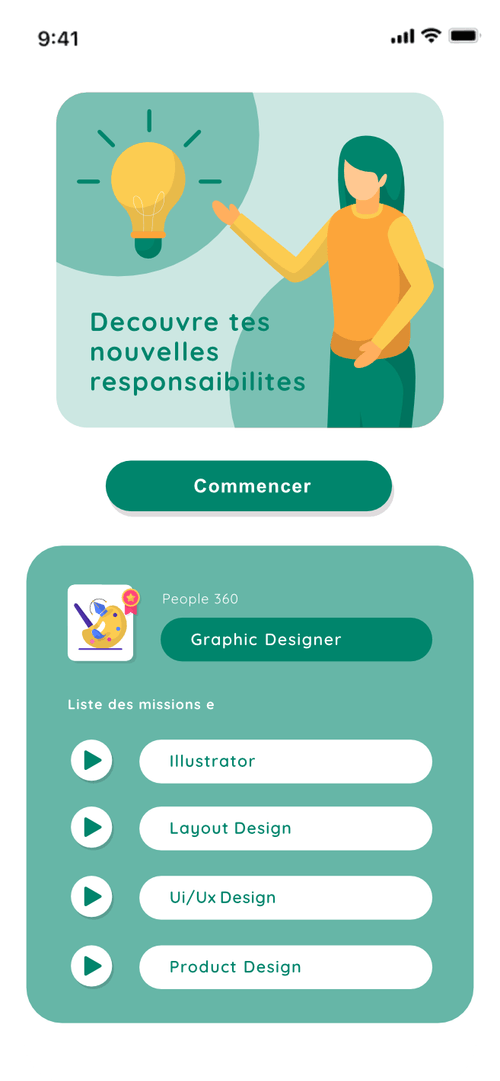 9:41
Decouvre tes
nouvelles
responsaibilites
Commencer
People 360
Graphic Designer
Liste des missions e
Illustrator
Layout Design
Ui/Ux Design
Product Design